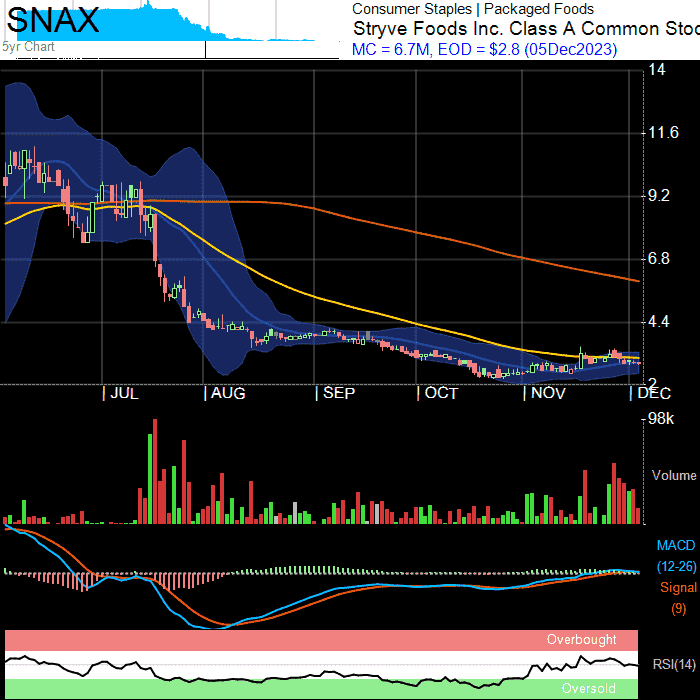 SNAX
5yr Chart
Consumer Staples | Packaged Foods
Stryve Foods Inc. Class A Common Stoc
MC = 6.7M, EOD = $2.8 (05Dec2023)
14
11.6
9.2
6.8
4.4
2
JUL AUG SEP OCT NOV DEC
98k
Volume
MACD
(12-26)
Signal
(9)
Overbought
RSI(14)
Oversold